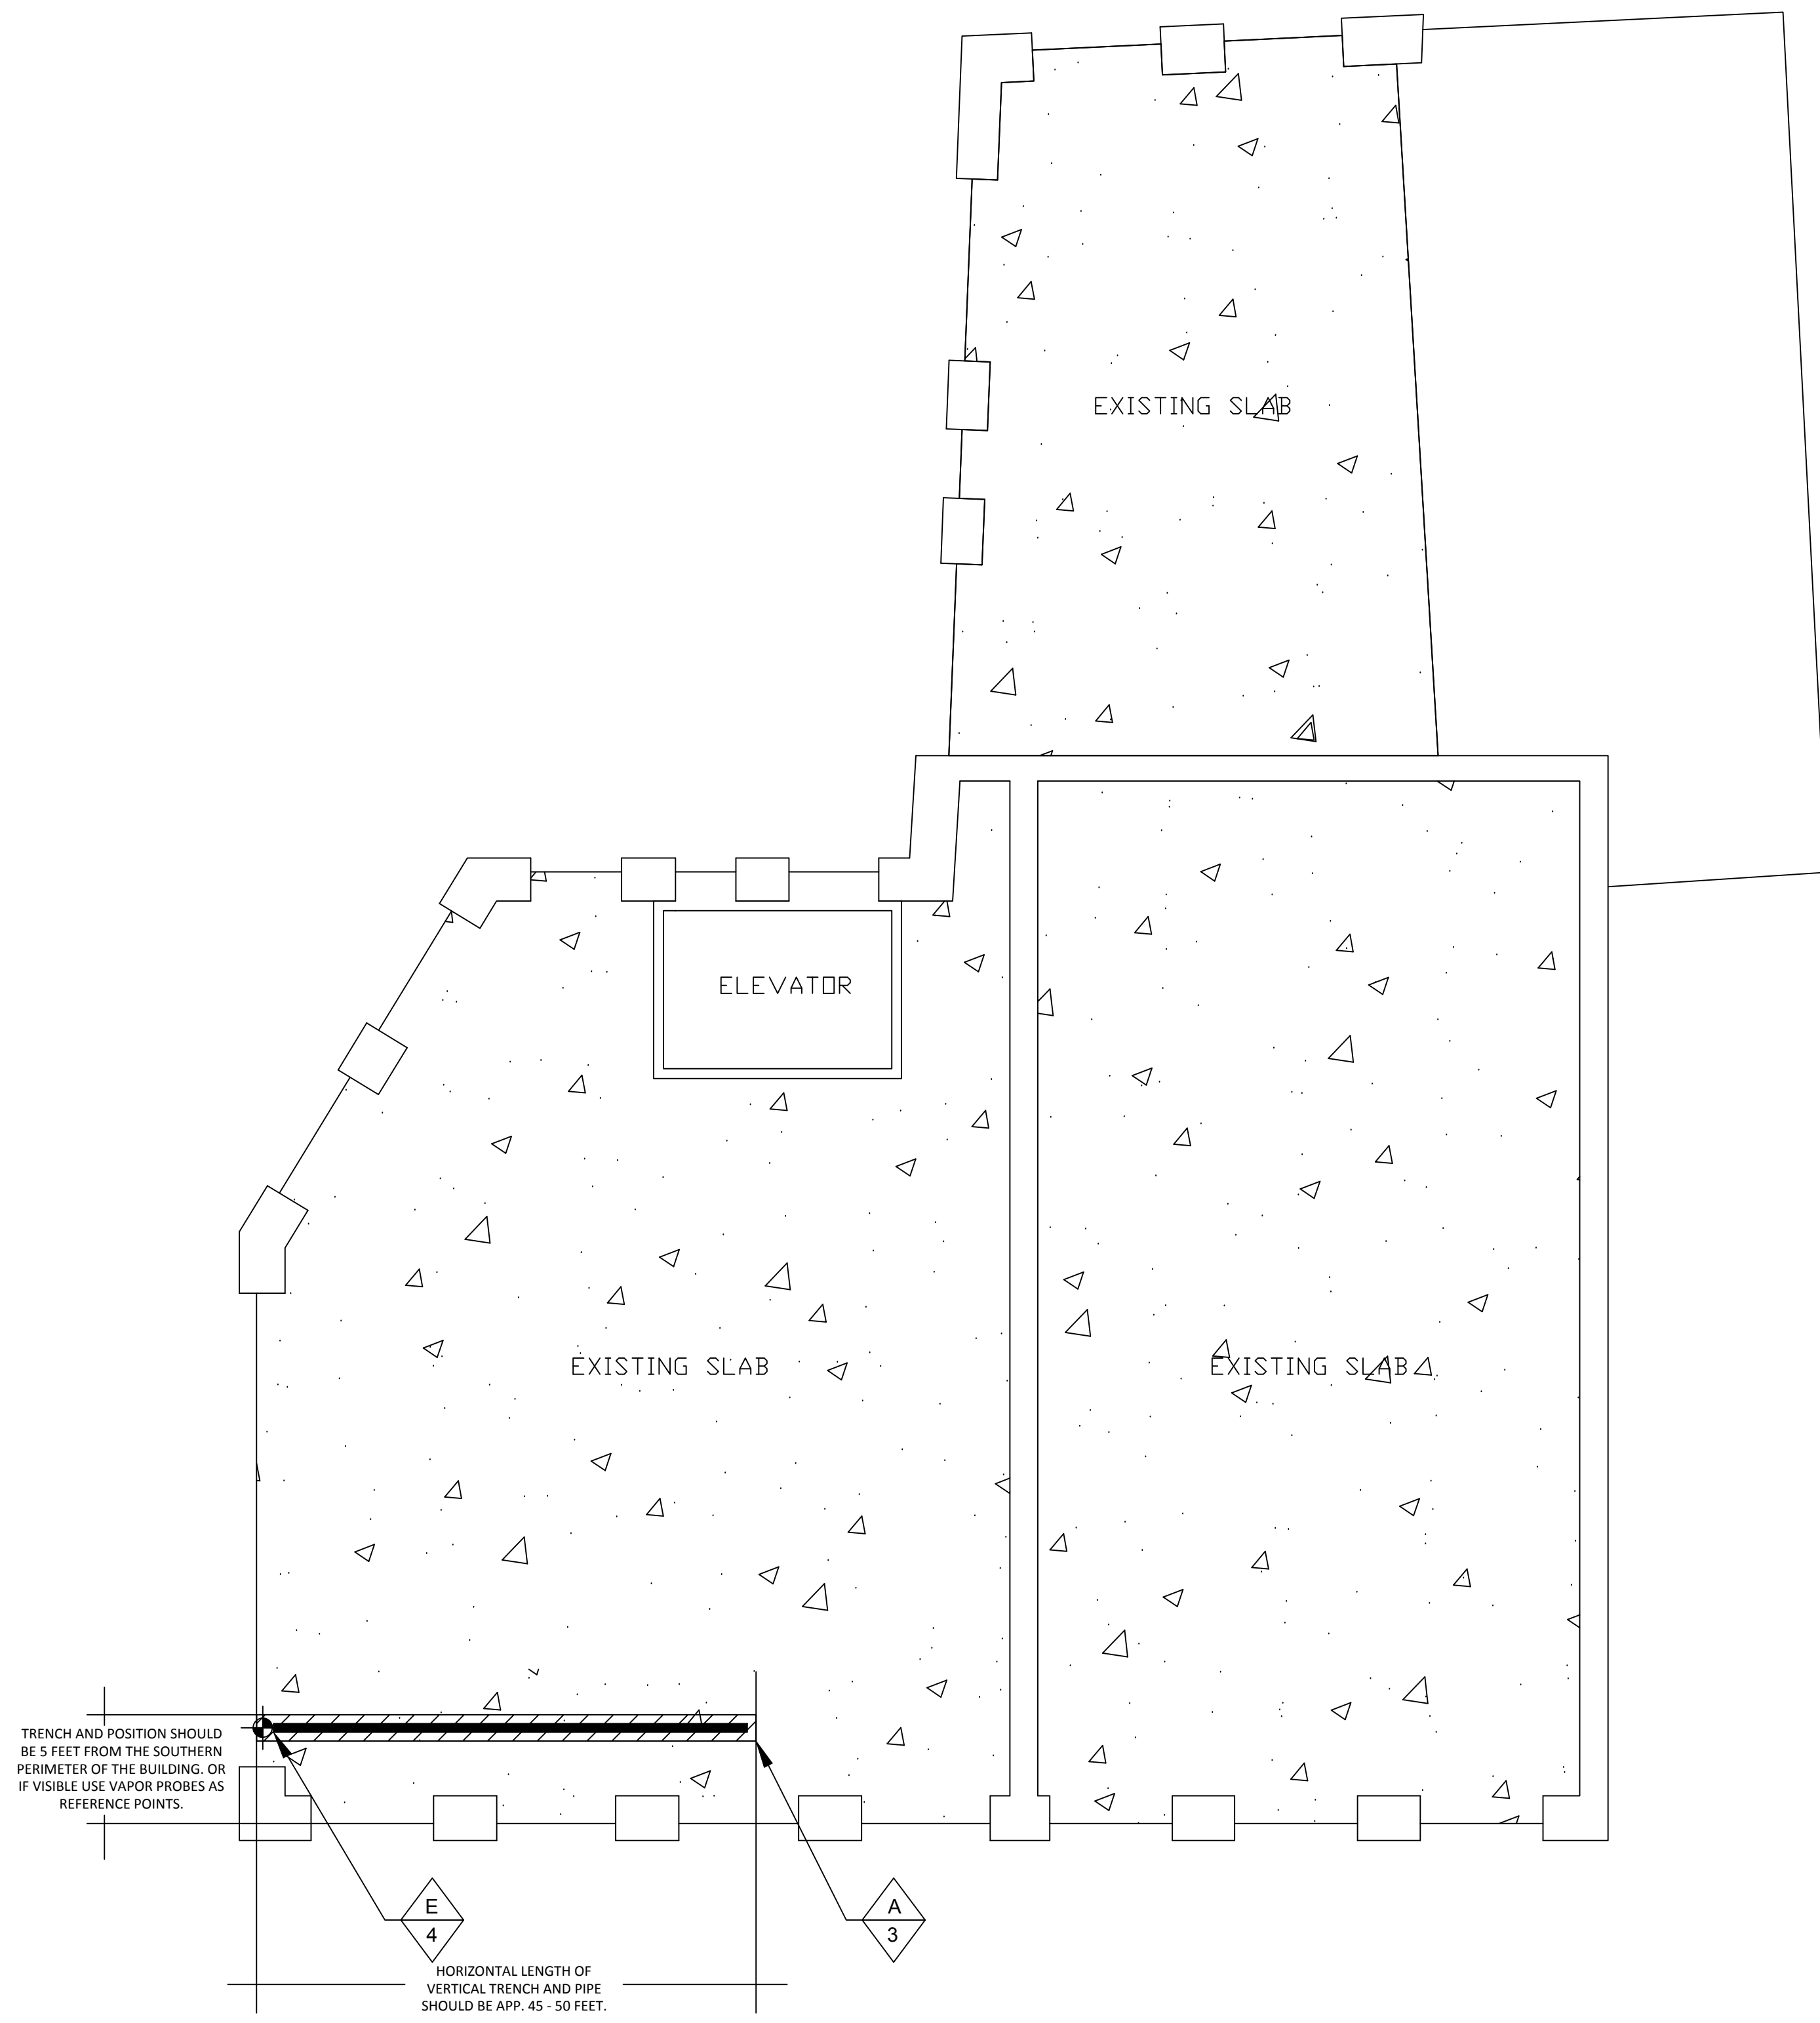 EXISTING SLAB
ELEVATOR
EXISTING SLAB
EXISTING SLAB
TRENCH AND POSITION SHOULD
BE 5 FEET FROM THE SOUTHERN
PERIMETER OF THE BUILDING. OR
IF VISIBLE USE VAPOR PROBES AS
REFERENCE POINTS.
E
4
A
3
HORIZONTAL LENGTH OF
VERTICAL TRENCH AND PIPE
SHOULD BE APP. 45 - 50 FEET.